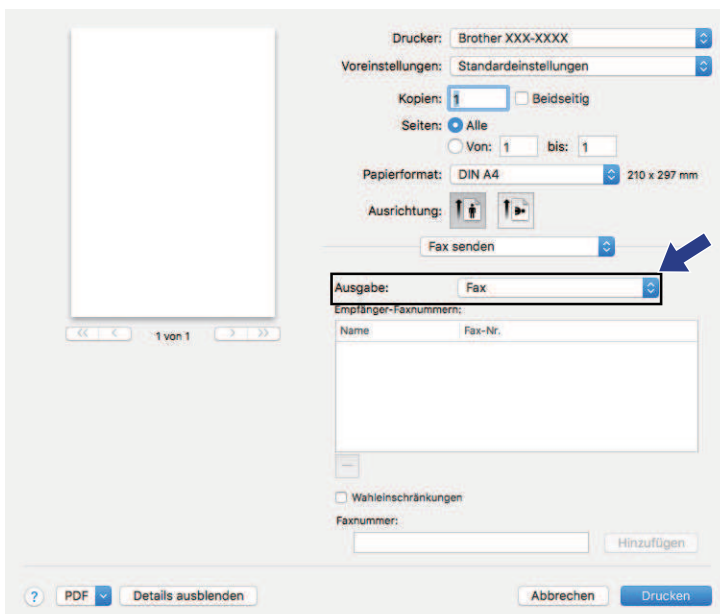 Drucker: Brother XXX-XXXX
Voreinstellungen: Standardeinstellungen
Kopien: 1 Beidseitig
Seiten: Alle
Von: 1 bis: 1
Papierformat: DIN A4 210 x 297 mm
Ausrichtung:
Fax senden
Ausgabe: Fax
Empfänger-Faxnummern:
Name Fax-Nr.
<< < 1 von 1 > >>
Wahleinschränkungen
Faxnummer:
Hinzufügen
? PDF Details ausblenden Abbrechen Drucken